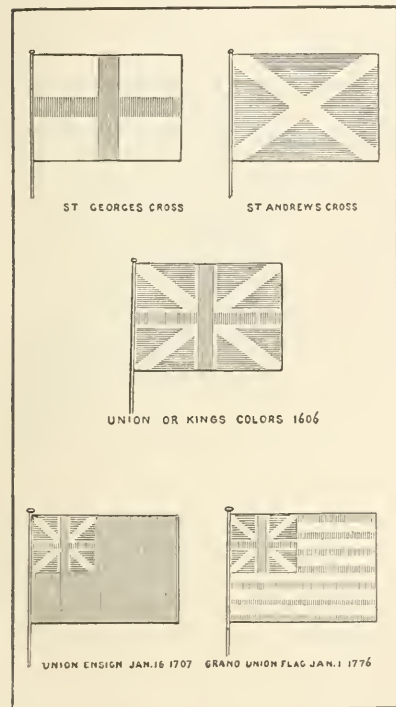 ST GEORGES CROSS
ST ANDREWS CROSS
UNION OR KINGS COLORS 1606
UNION ENSIGN JAN. 16 1707
GRAND UNION FLAG JAN. 1 1776